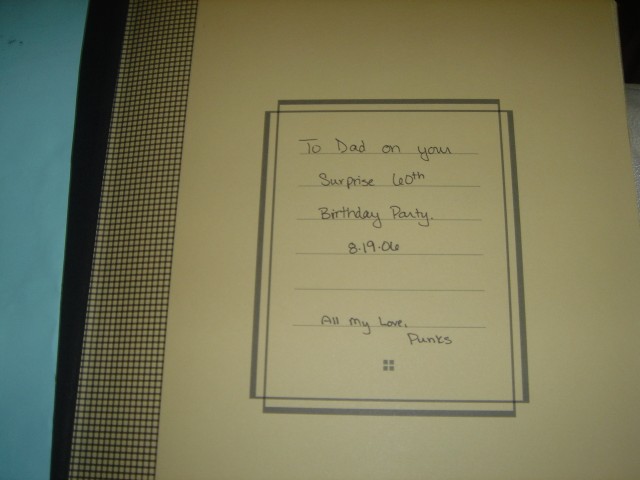 To Dad on your
Surprise 60th
Birthday Party.
8.19.06
All my Love,
Punks